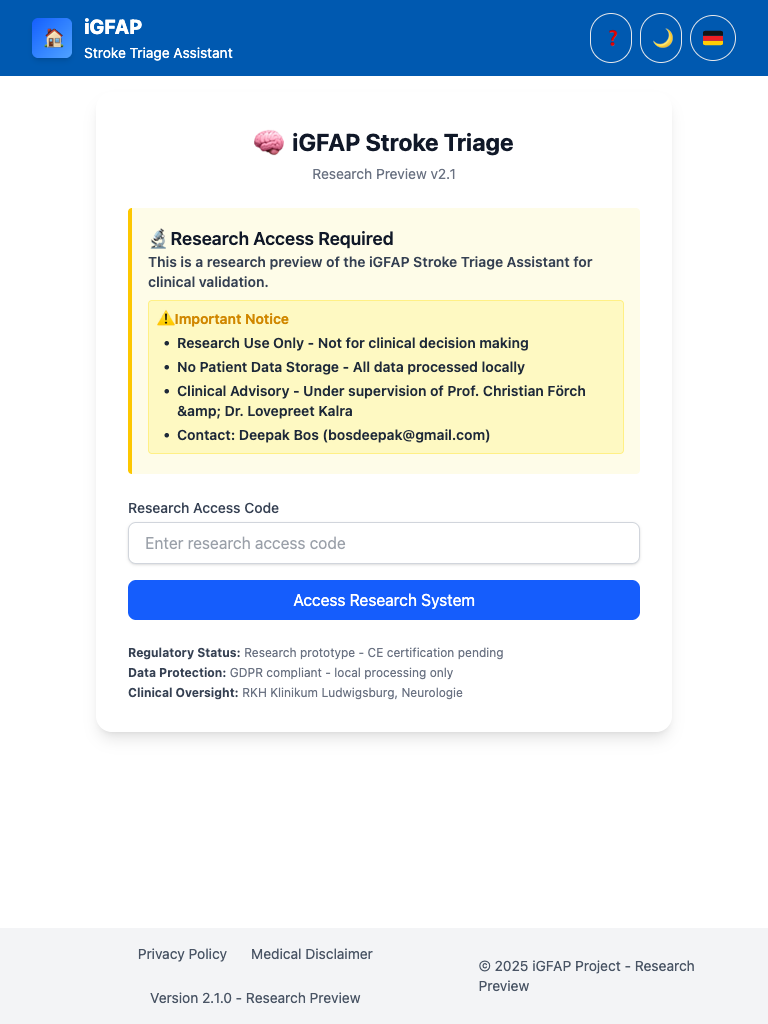 iGFAP
Stroke Triage Assistant
iGFAP Stroke Triage
Research Preview v2.1
Research Access Required
This is a research preview of the iGFAP Stroke Triage Assistant for
clinical validation.
Important Notice
• Research Use Only - Not for clinical decision making
• No Patient Data Storage - All data processed locally
• Clinical Advisory - Under supervision of Prof. Christian Förch
&amp; Dr. Lovepreet Kalra
• Contact: Deepak Bos (bosdeepak@gmail.com)
Research Access Code
Enter research access code
Access Research System
Regulatory Status: Research prototype - CE certification pending
Data Protection: GDPR compliant - local processing only
Clinical Oversight: RKH Klinikum Ludwigsburg, Neurologie
Privacy Policy Medical Disclaimer
Version 2.1.0 - Research Preview
© 2025 iGFAP Project - Research
Preview